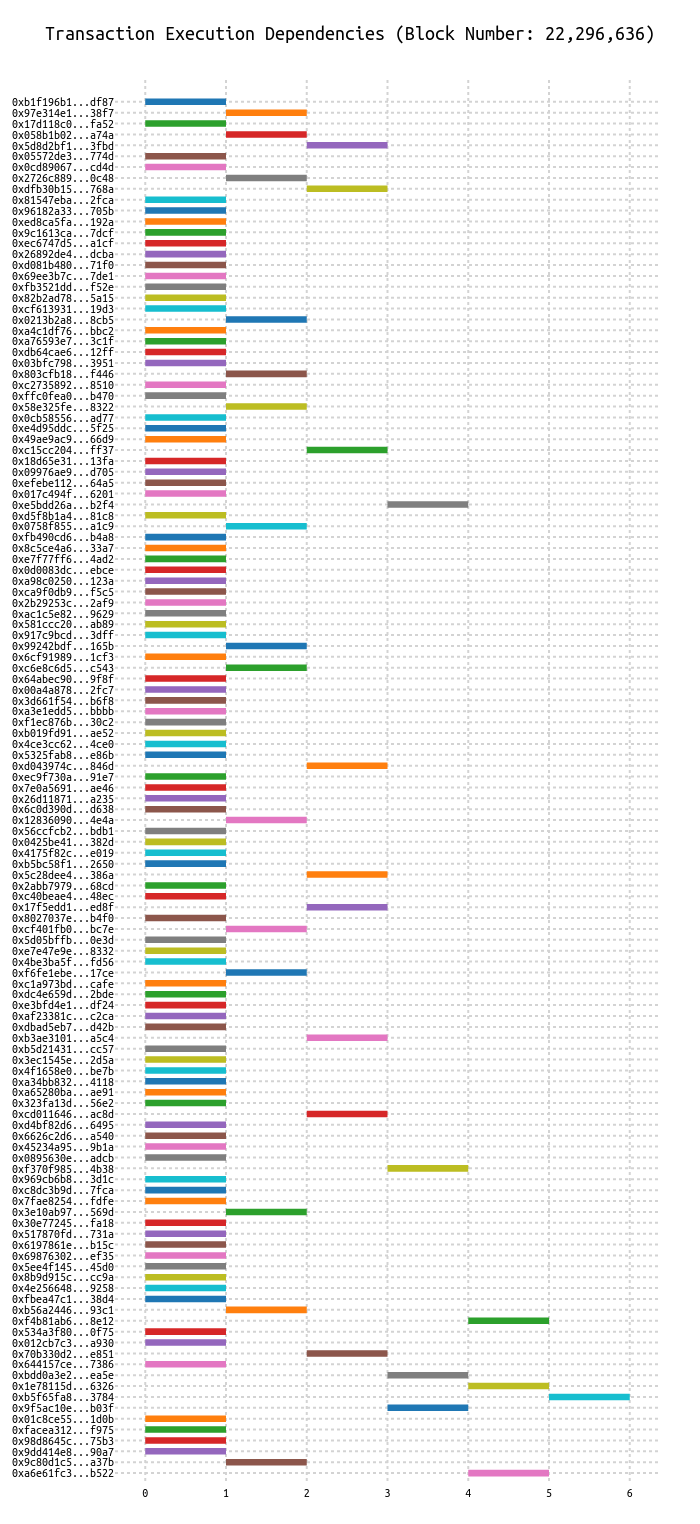 Transaction Execution Dependencies (Block Number: 22,296,636)
0xb1f196b1...df87
0x97e314e1...38f7
0x17d118c0...fa52
0x058b1b02...a74a
0x5d8d2bf1...3fbd
0x05572de3...774d
0x0cd89067...cd4d
0x2726c889...0c48
0xdfb30b15...768a
0x81547eba...2fca
0x96182a33...705b
0xed8ca5fa...192a
0x9c1613ca...7dcf
0xec6747d5...a1cf
0x26892de4...dcba
0xd081b480...71f0
0x69ee3b7c...7de1
0xfb3521dd...f52e
0x82b2ad78...5a15
0xcf613931...19d3
0x0213b2a8...8cb5
0xa4c1df76...bbc2
0xa76593e7...3c1f
0xdb64cae6...12ff
0x03bfc798...3951
0x803cfb18...f446
0xc2735892...8510
0xffc0fea0...b470
0x58e325fe...8322
0x0cb58556...ad77
0xe4d95ddc...5f25
0x49ae9ac9...66d9
0xc15cc204...ff37
0x18d65e31...13fa
0x09976ae9...d705
0xefebe112...64a5
0x017c494f...6201
0xe5bdd26a...b2f4
0xd5f8b1a4...81c8
0x0758f855...a1c9
0xfb490cd6...b4a8
0x8c5ce4a6...33a7
0xe7f77ff6...4ad2
0x0d0083dc...ebce
0xa98c0250...123a
0xca9f0db9...f5c5
0x2b29253c...2af9
0xac1c5e82...9629
0x581ccc20...ab89
0x917c9bcd...3dff
0x99242bdf...165b
0x6cf91989...1cf3
0xc6e8c6d5...c543
0x64abec90...9f8f
0x00a4a878...2fc7
0x3d661f54...b6f8
0xa3e1edd5...bbbb
0xf1ec876b...30c2
0xb019fd91...ae52
0x4ce3cc62...4ce0
0x5325fab8...e86b
0xd043974c...846d
0xec9f730a...91e7
0x7e0a5691...ae46
0x26d11871...a235
0x6c0d390d...d638
0x12836090...4e4a
0x56ccfcb2...bdb1
0x0425be41...382d
0x4175f82c...e019
0xb5bc58f1...2650
0x5c28dee4...386a
0x2abb7979...68cd
0xc40beae4...48ec
0x17f5edd1...ed8f
0x8027037e...b4f0
0xcf401fb0...bc7e
0x5d05bffb...0e3d
0xe7e47e9e...8332
0x4be3ba5f...fd56
0xf6fe1ebe...17ce
0xc1a973bd...cafe
0xdc4e659d...2bde
0xe3bfd4e1...df24
0xaf23381c...c2ca
0xdbad5eb7...d42b
0xb3ae3101...a5c4
0xb5d21431...cc57
0x3ec1545e...2d5a
0x4f1658e0...be7b
0xa34bb832...4118
0xa65280ba...ae91
0x323fa13d...56e2
0xcd011646...ac8d
0xd4bf82d6...6495
0x6626c2d6...a540
0x45234a95...9b1a
0x0895630e...adcb
0xf370f985...4b38
0x969cb6b8...3d1c
0xc8dc3b9d...7fca
0x7fae8254...fdfe
0x3e10ab97...569d
0x30e77245...fa18
0x517870fd...731a
0x6197861e...b15c
0x69876302...ef35
0x5ee4f145...45d0
0x8b9d915c...cc9a
0x4e256648...9258
0xfbea47c1...38d4
0xb56a2446...93c1
0xf4b81ab6...8e12
0x534a3f80...0f75
0x012cb7c3...a930
0x70b330d2...e851
0x644157ce...7386
0xbdd0a3e2...ea5e
0x1e78115d...6326
0xb5f65fa8...3784
0x9f5ac10e...b03f
0x01c8ce55...1d0b
0xfacea312...f975
0x98d8645c...75b3
0x9dd414e8...90a7
0x9c80d1c5...a37b
0xa6e61fc3...b522
0 1 2 3 4 5 6